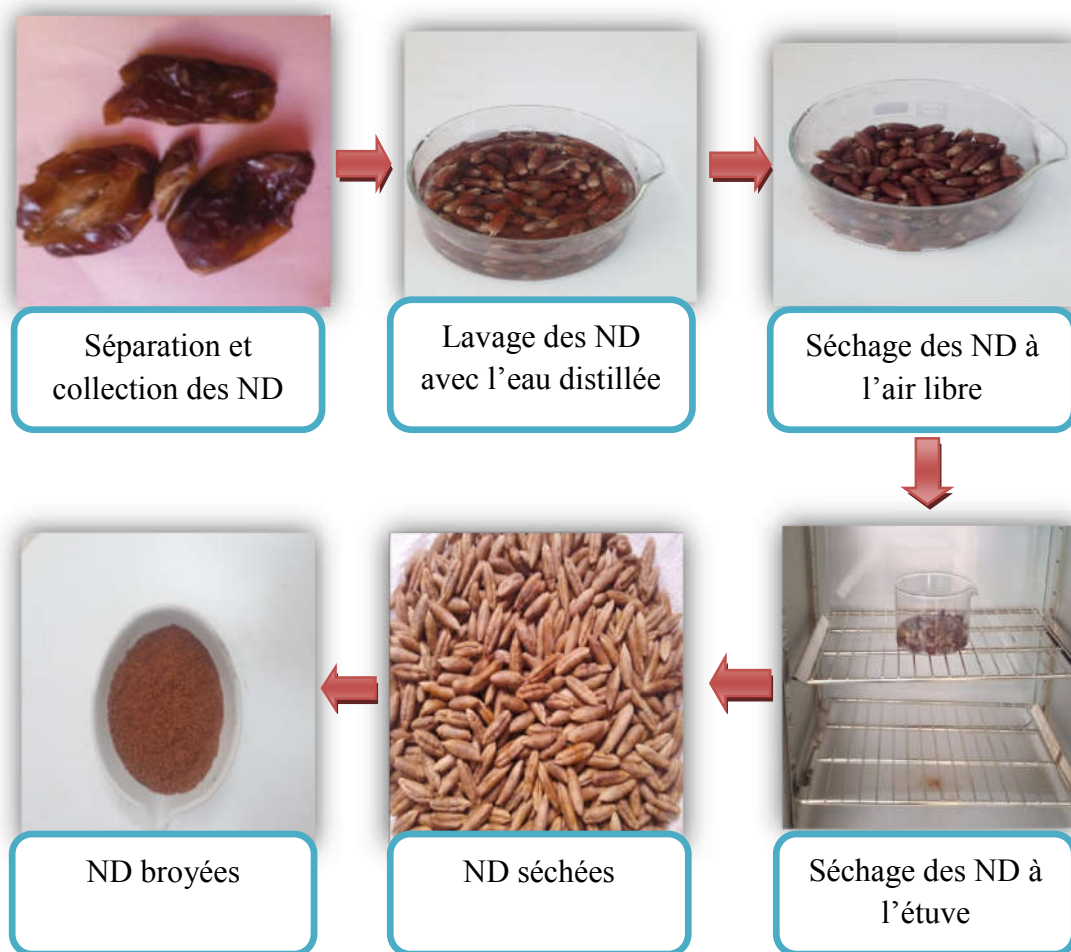 Séparation et
collection des ND
Lavage des ND
avec l’eau distillée
Séchage des ND à
l’air libre
Séchage des ND à
l’étuve
ND séchées
ND broyées